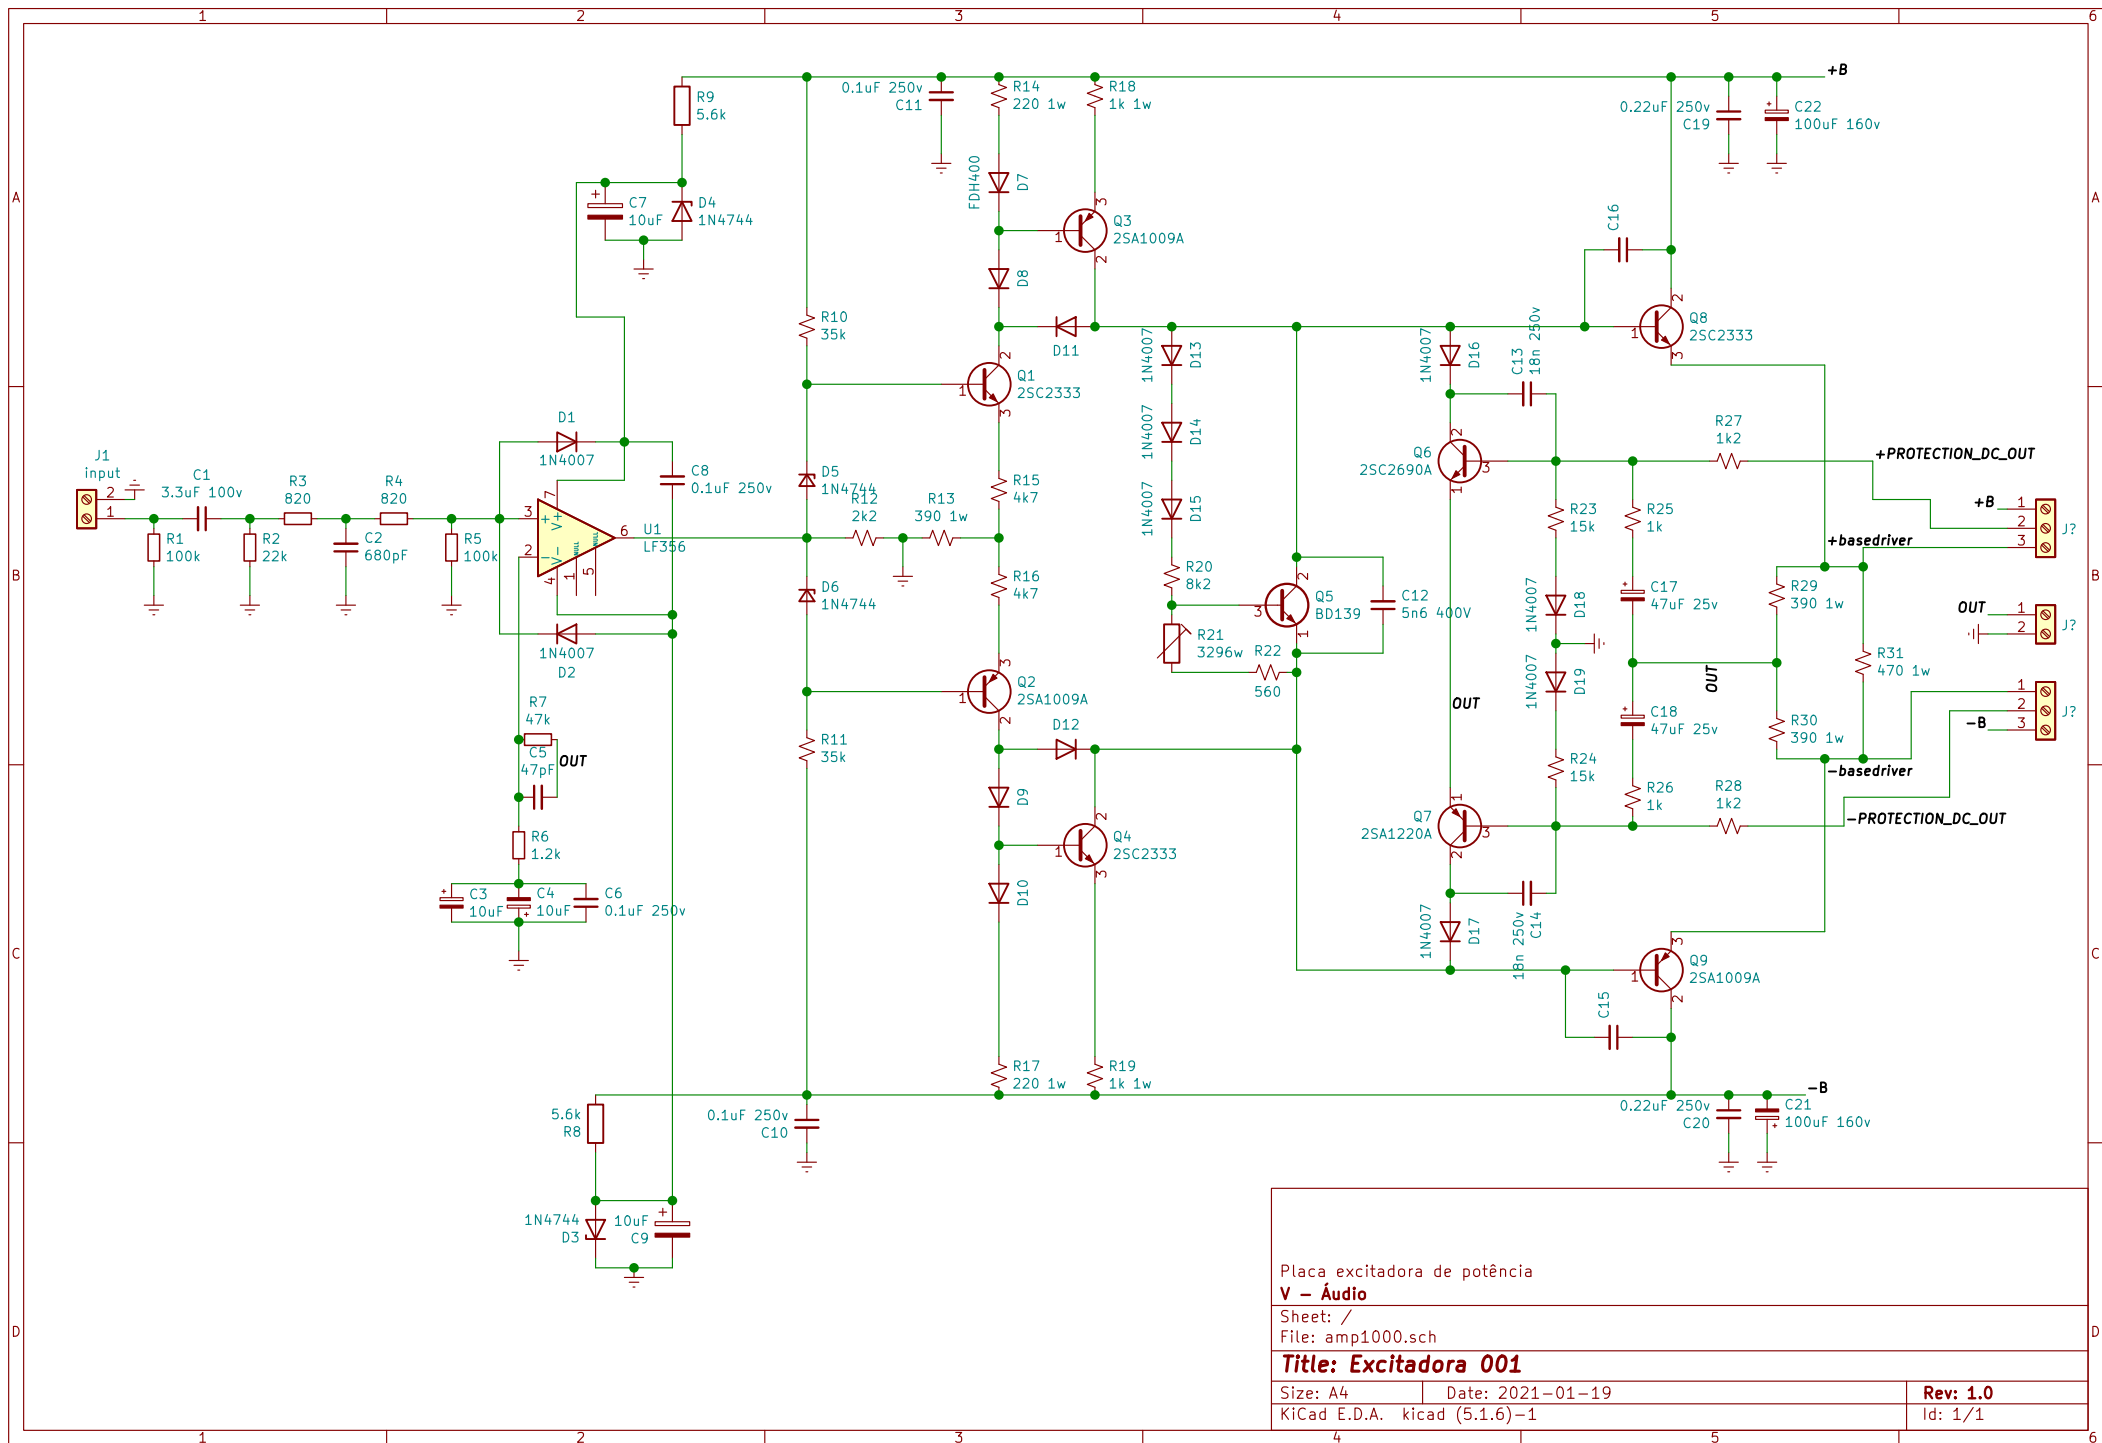 1 2 3 4 5 6
A
B
C
D
+B
R9
5.6k
0.1uF 250v
C11
R14
220 1w
R18
1k 1w
0.22uF 250v
C19
C22
100uF 160v
FDH400
D7
C7
10uF
D4
1N4744
Q3
2SA1009A
C16
D8
R10
35k
D11
Q1
2SC2333
1N4007
D13
1N4007
D14
1N4007
D15
1N4007
D16
C13
18n 250v
Q8
2SC2333
D1
1N4007
J1
input
C1
3.3uF 100v
R3
820
R4
820
C8
0.1uF 250v
D5
1N4744
R12
2k2
R13
390 1w
R15
4k7
Q6
2SC2690A
R27
1k2
+PROTECTION_DC_OUT
R1
100k
R2
22k
C2
680pF
R5
100k
V+
V-
NULL
NULL
U1
LF356
R23
15k
R25
1k
+B
J?
+basedriver
D6
1N4744
R16
4k7
R20
8k2
Q5
BD139
C12
5n6 400V
1N4007
D18
C17
47uF 25v
R29
390 1w
OUT
J?
1N4007
D2
R21
3296w
R22
560
1N4007
D19
OUT
R31
470 1w
Q2
2SA1009A
OUT
R7
47k
C5
47pF
OUT
D12
R11
35k
C18
47uF 25v
R30
390 1w
-B
J?
-basedriver
D9
R24
15k
R26
1k
R28
1k2
-PROTECTION_DC_OUT
Q7
2SA1220A
R6
1.2k
Q4
2SC2333
D10
C3
10uF
C4
10uF
C6
0.1uF 250v
1N4007
D17
18n 250v
C14
Q9
2SA1009A
C15
R17
220 1w
R19
1k 1w
-B
5.6k
R8
0.1uF 250v
C10
0.22uF 250v
C20
C21
100uF 160v
1N4744
D3
10uF
C9
Placa excitadora de potência
V - Áudio
Sheet: /
File: amp1000.sch
Title: Excitadora 001
Size: A4
Date: 2021-01-19
Rev: 1.0
KiCad E.D.A. kicad (5.1.6)-1
Id: 1/1
1 2 3 4 5 6